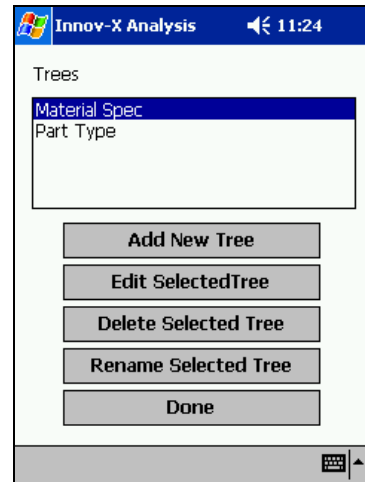 Innov-X Analysis 11:24
Trees
Material Spec
Part Type
Add New Tree
Edit SelectedTree
Delete Selected Tree
Rename Selected Tree
Done